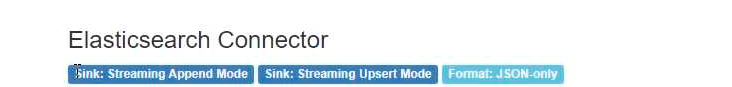 Elasticsearch Connector
Sink: Streaming Append Mode Sink: Streaming Upsert Mode Format: JSON-only